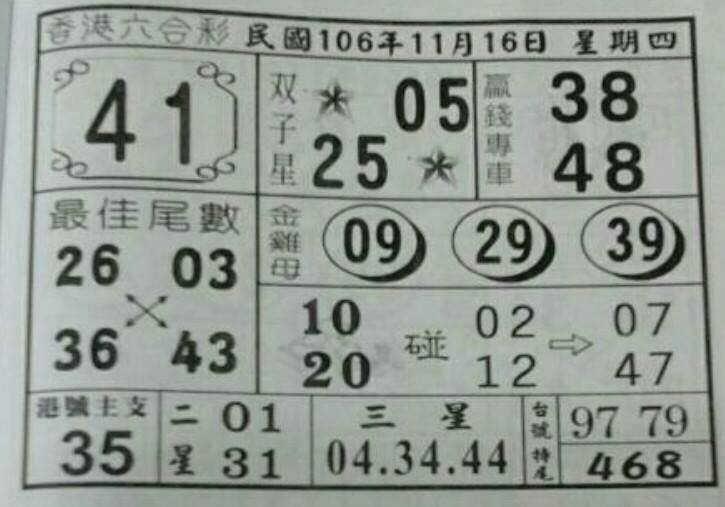 香港六合彩 民國106年11月16日 星期四
41
双子星
05
25
贏錢專車
38
48
最佳尾數
26 03
36 43
金雞母
09 29 39
10 碰 02 ⇨ 07
20 12 47
港號主支
35
二星
01
31
三星
04.34.44
台號特尾
97 79
468